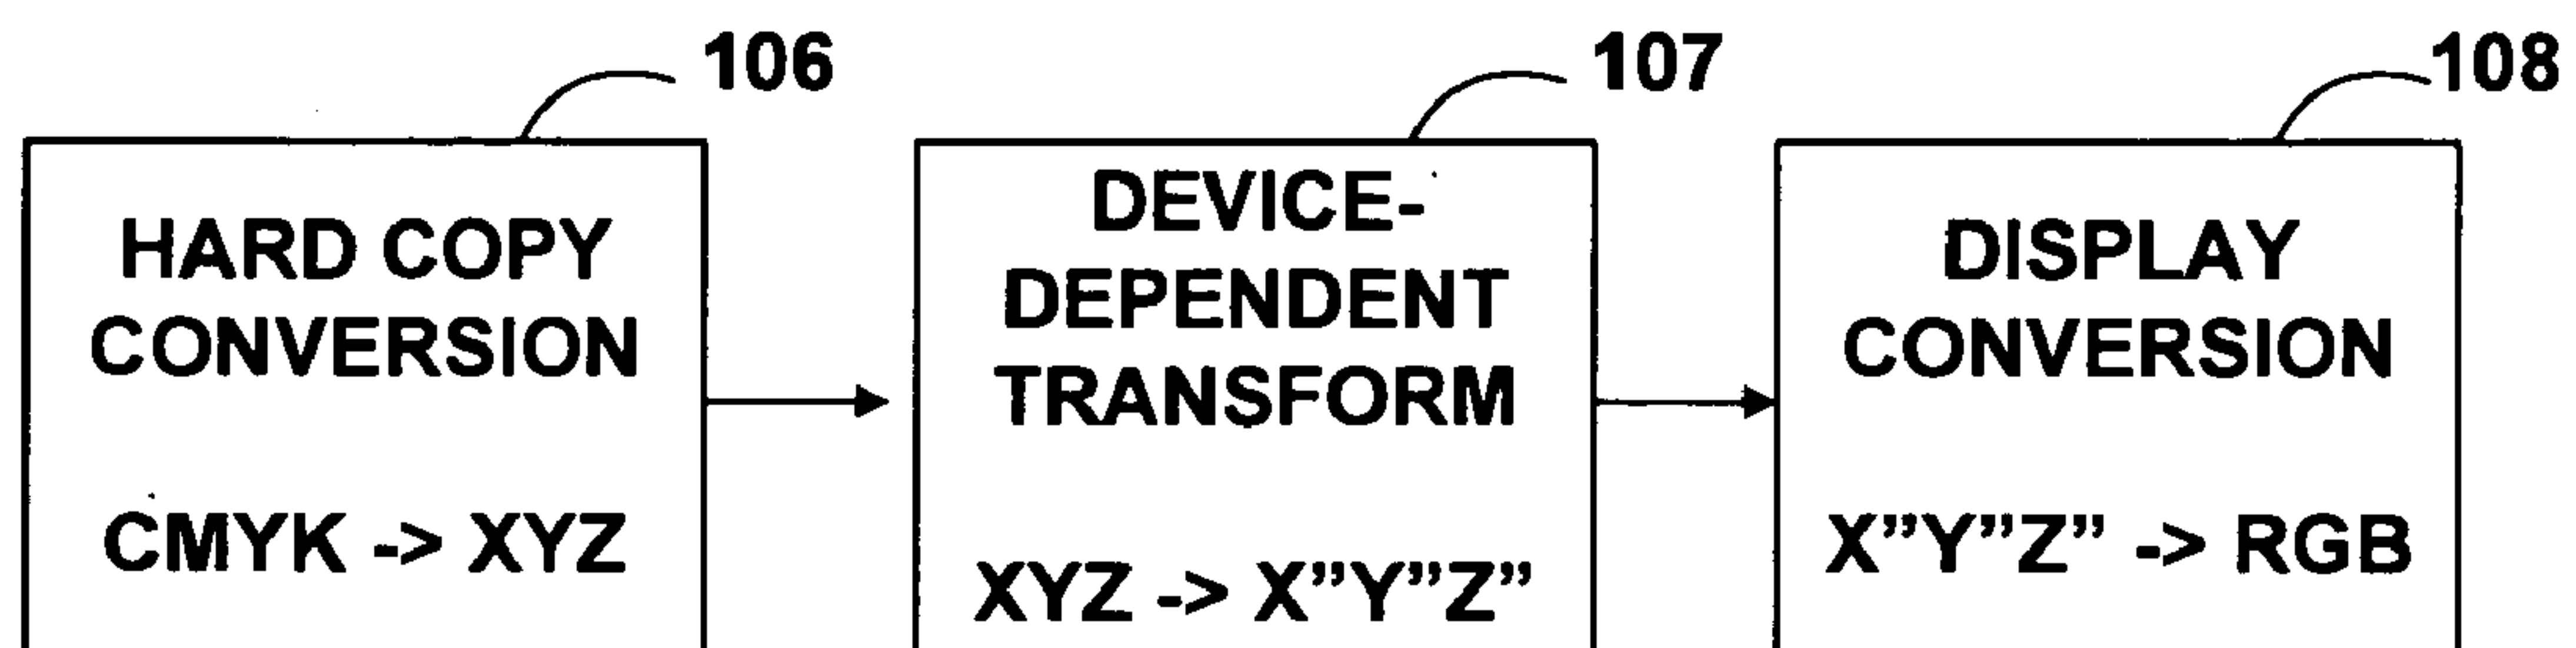 106
107
108
HARD COPY
CONVERSION
CMYK -> XYZ
DEVICE-
DEPENDENT
TRANSFORM
XYZ -> X”Y”Z”
DISPLAY
CONVERSION
X”Y”Z” -> RGB